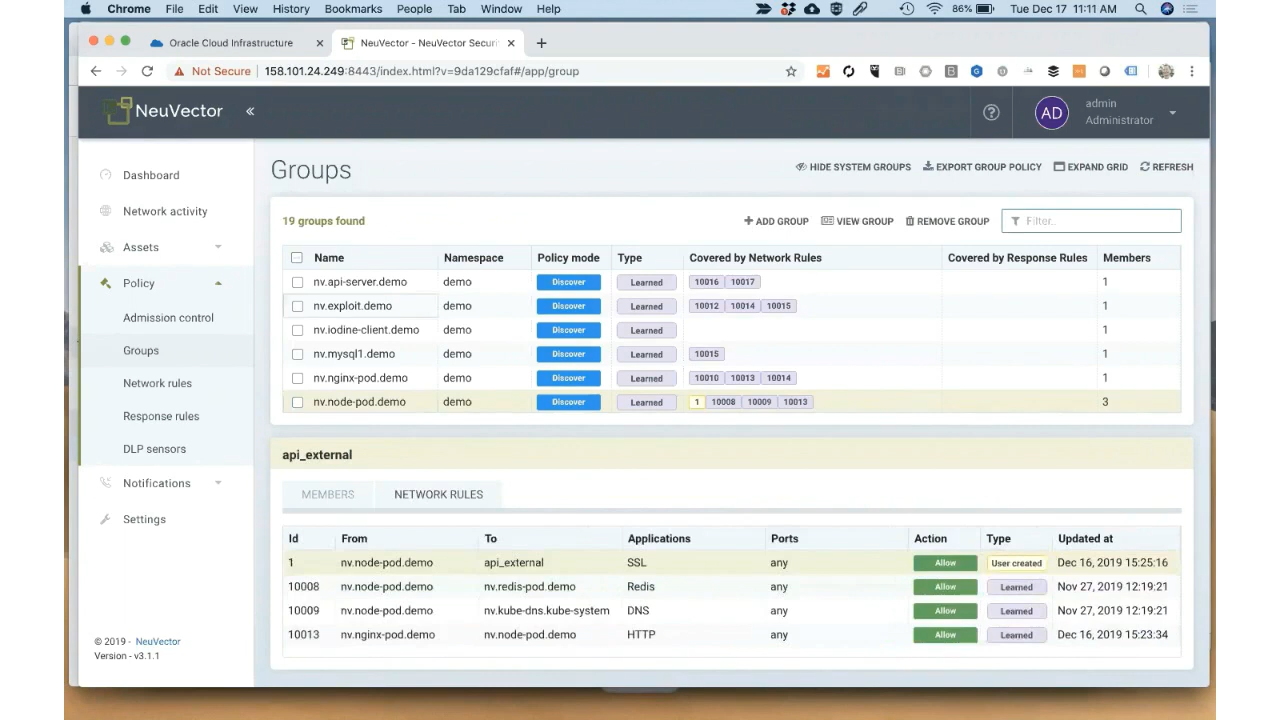 Chrome File Edit View History Bookmarks People Tab Window Help 86% Tue Dec 17 11:11 AM
Oracle Cloud Infrastructure NeuVector - NeuVector Securi
Not Secure 158.101.24.249:8443/index.html?v=9da129cfaf#/app/group
NeuVector « ? AD admin
Administrator
Dashboard
Network activity
Assets
Policy
Admission control
Groups
Network rules
Response rules
DLP sensors
Notifications
Settings
© 2019 - NeuVector
Version - v3.1.1
Groups HIDE SYSTEM GROUPS EXPORT GROUP POLICY EXPAND GRID REFRESH
19 groups found ADD GROUP VIEW GROUP REMOVE GROUP Filter...
Name Namespace Policy mode Type Covered by Network Rules Covered by Response Rules Members
nv.api-server.demo demo Discover Learned 10016 10017 1
nv.exploit.demo demo Discover Learned 10012 10014 10015 1
nv.iodine-client.demo demo Discover Learned 1
nv.mysql1.demo demo Discover Learned 10015 1
nv.nginx-pod.demo demo Discover Learned 10010 10013 10014 1
nv.node-pod.demo demo Discover Learned 1 10008 10009 10013 3
api_external
MEMBERS NETWORK RULES
Id From To Applications Ports Action Type Updated at
1 nv.node-pod.demo api_external SSL any Allow User created Dec 16, 2019 15:25:16
10008 nv.node-pod.demo nv.redis-pod.demo Redis any Allow Learned Nov 27, 2019 12:19:21
10009 nv.node-pod.demo nv.kube-dns.kube-system DNS any Allow Learned Nov 27, 2019 12:19:21
10013 nv.nginx-pod.demo nv.node-pod.demo HTTP any Allow Learned Dec 16, 2019 15:23:34